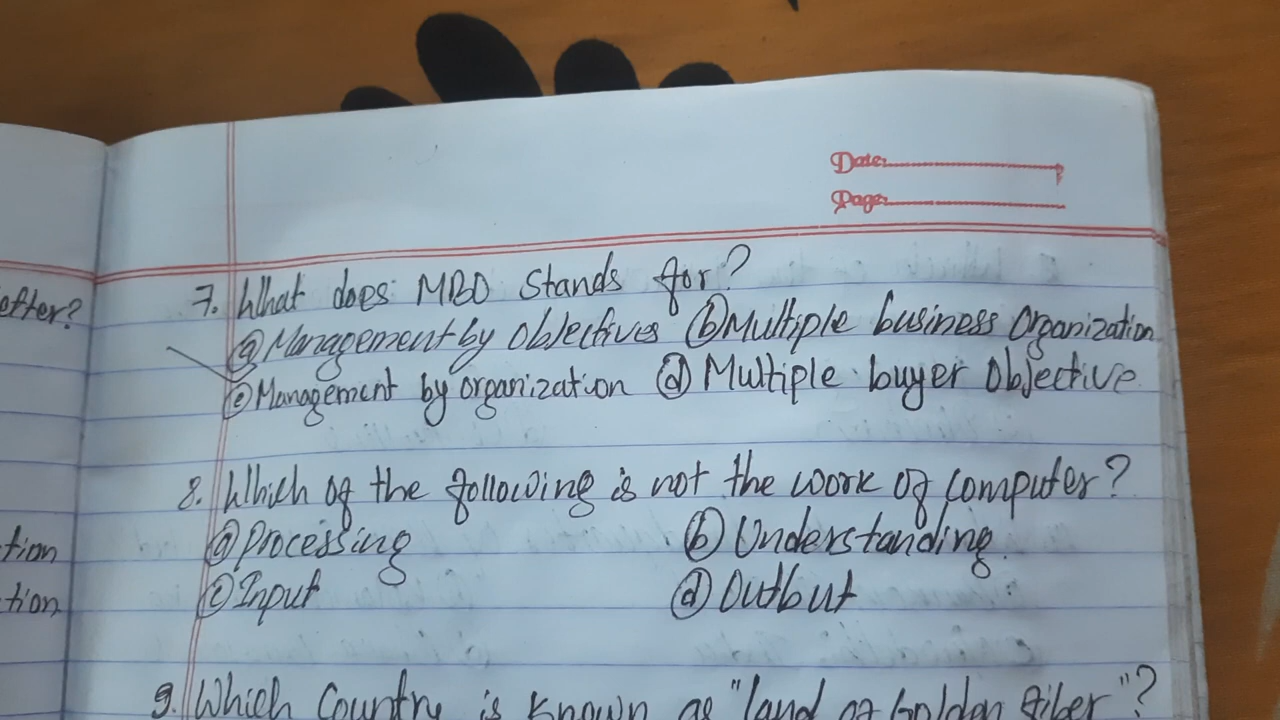 Date:
Page:
efter?
7. What does MBO Stands for?
ⓐ Management by objectives ⓑ Multiple business Organization
ⓒ Management by organization ⓓ Multiple buyer Objective
8. Which of the following is not the work of computer?
tion
ⓐ Processing ⓑ Understanding
tion
ⓒ Input ⓓ Output
9. Which Country is known as "land of Golden Fiber"?